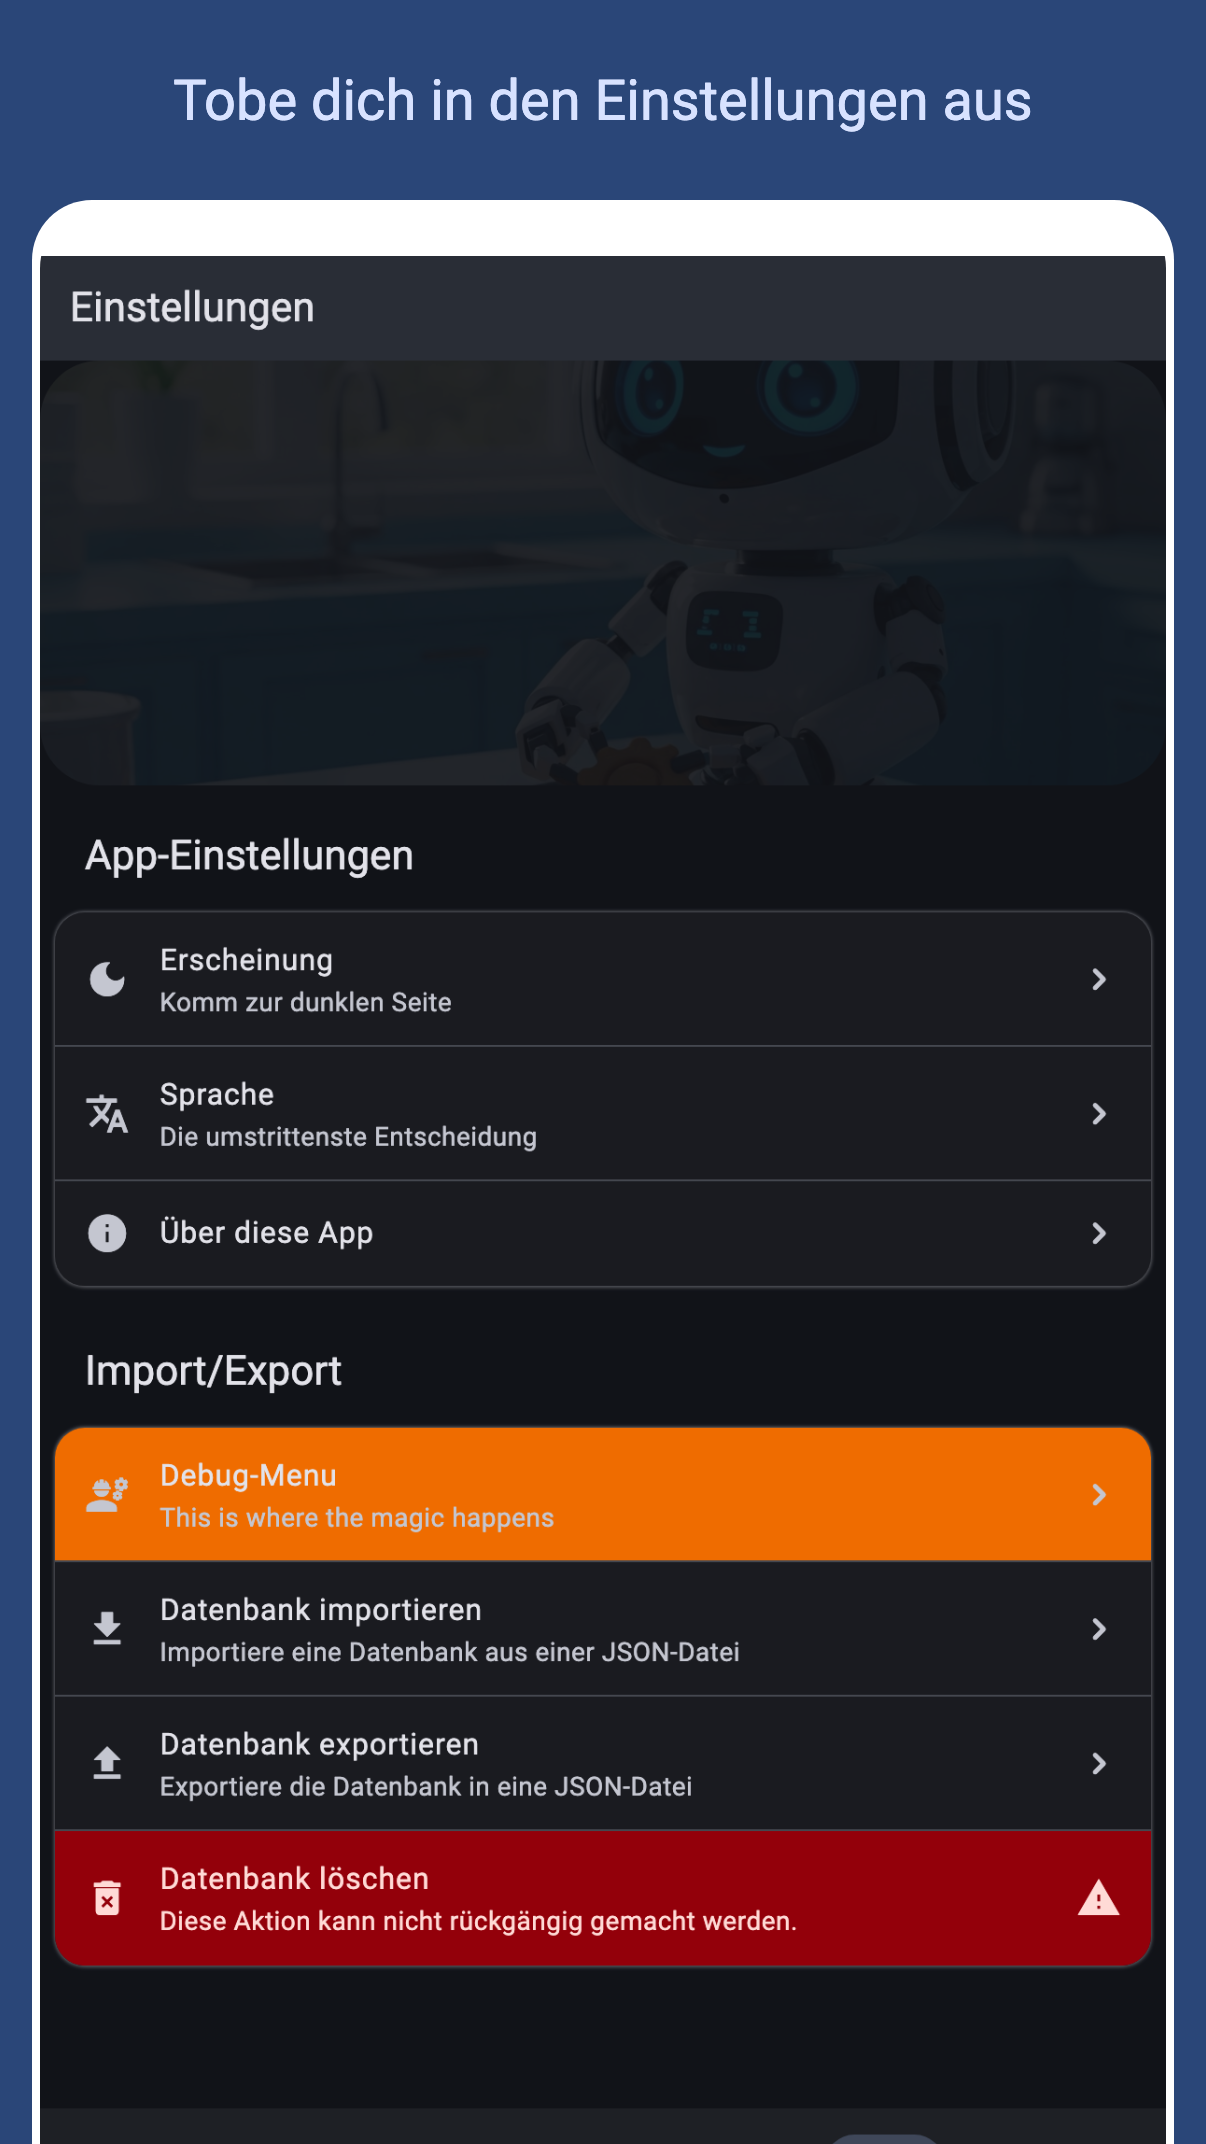 Tobe dich in den Einstellungen aus
Einstellungen
App-Einstellungen
Erscheinung
Komm zur dunklen Seite
Sprache
Die umstrittenste Entscheidung
Über diese App
Import/Export
Debug-Menu
This is where the magic happens
Datenbank importieren
Importiere eine Datenbank aus einer JSON-Datei
Datenbank exportieren
Exportiere die Datenbank in eine JSON-Datei
Datenbank löschen
Diese Aktion kann nicht rückgängig gemacht werden.